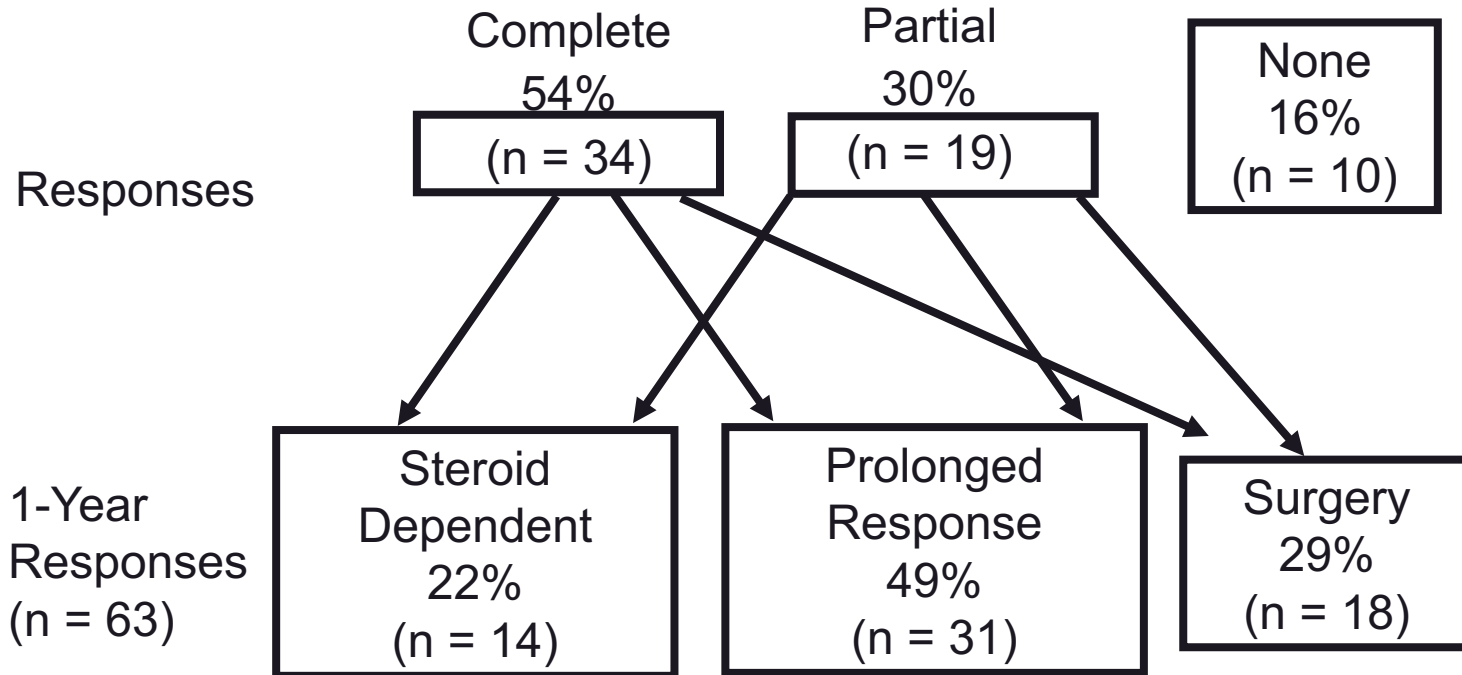 Complete
54%
(n = 34)
Partial
30%
(n = 19)
None
16%
(n = 10)
Responses
1-Year
Responses
(n = 63)
Steroid
Dependent
22%
(n = 14)
Prolonged
Response
49%
(n = 31)
Surgery
29%
(n = 18)